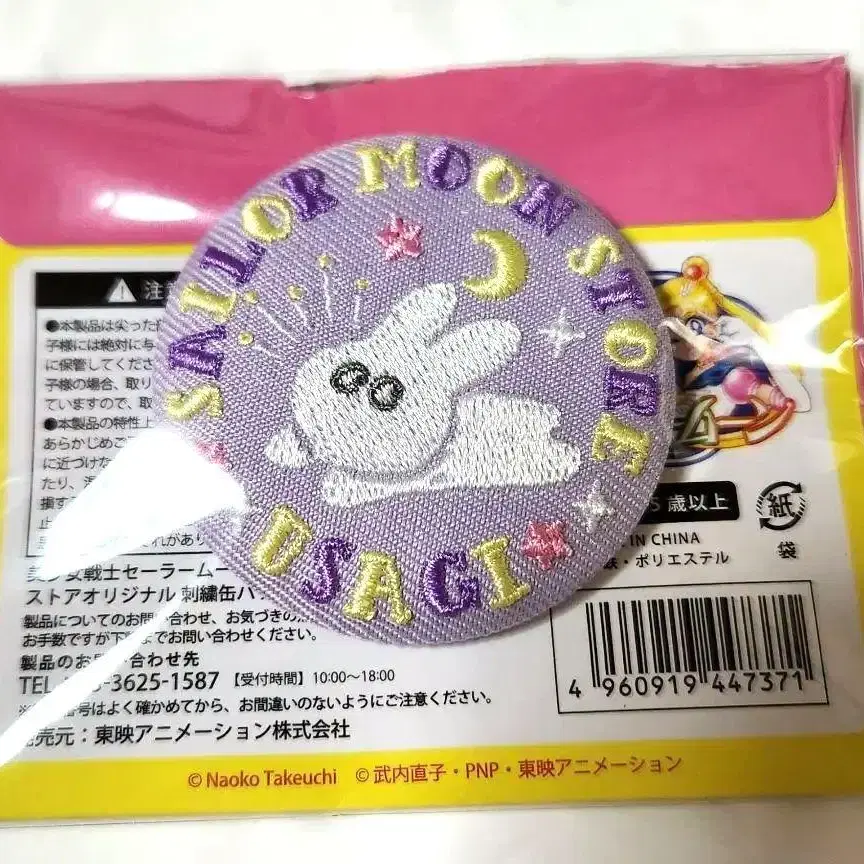 SAILOR MOON STORE
USAGI
注
●本製品は尖った
子様には絶対に与
に保管してくださ
子様の場合、取り
ていますので、取
●本製品の特性上
あらかじめご
に近づけな
たり、
損す
止
れがあり
歳以上
紙
袋
IN CHINA
・ポリエステル
美少女戦士セーラームー
ストアオリジナル 刺繍缶バ
製品についてのお問い合わせ、お気づきの
お手数ですが下 までお問い合わせください。
製品のお い合わせ先
TEL 3-3625-1587 【受付時間】10:00~18:00
番号はよく確かめてから、お間違いのないようにご注意ください。
売元：東映アニメーション株式会社
4 960919 447371
© Naoko Takeuchi © 武内直子・PNP・東映アニメーション